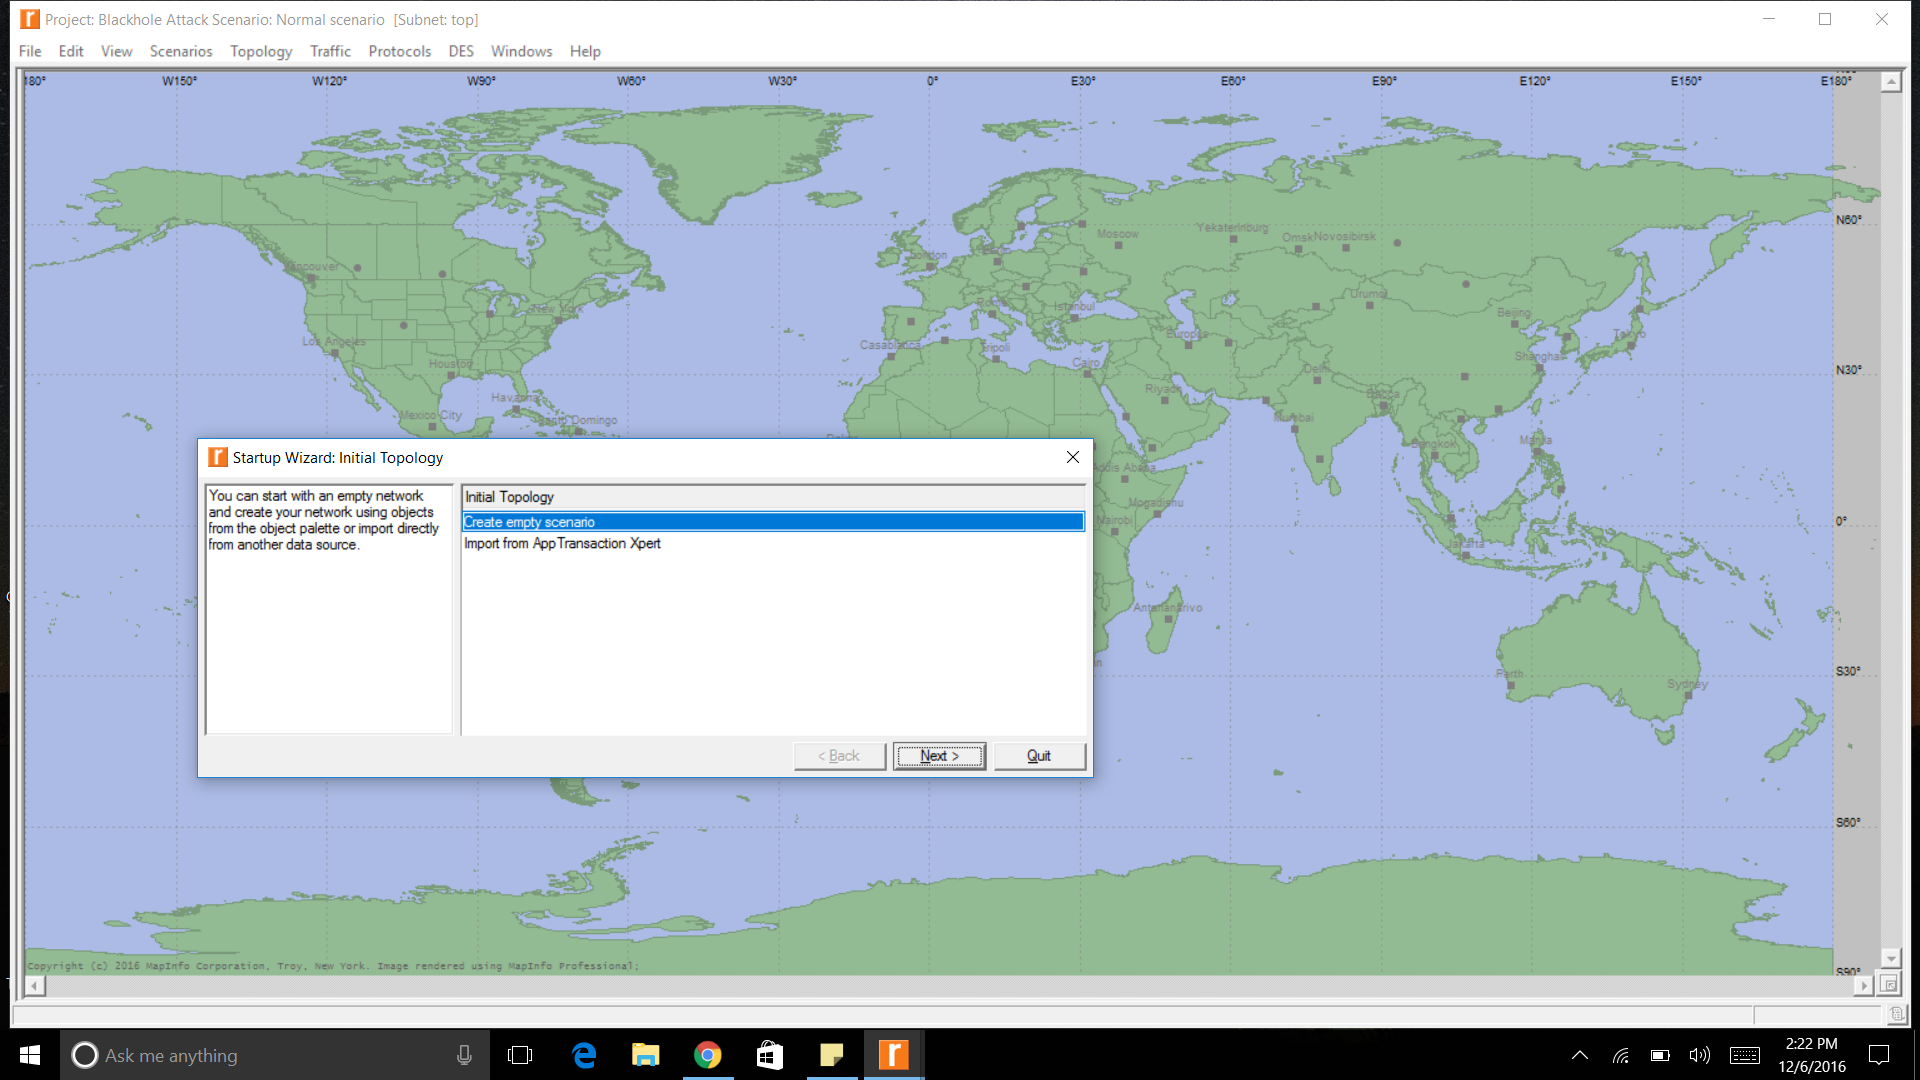 Project: Blackhole Attack Scenario: Normal scenario [Subnet: top]
File Edit View Scenarios Topology Traffic Protocols DES Windows Help
W150° W120° W90° W60° W30° 0° E30° E60° E90° E120° E150° E180°
N60°
Moscow Yekaterinburg
Omsk Novosibirsk
Vancouver London
Urumqi
New York Istanbul Beijing
Los Angeles Casablanca Tripoli Tokyo
Houston Cairo Shanghai
Delhi N30°
Riyadh
Havana
Mexico City Santo Domingo Mumbai
Bangkok Manila
Addis Ababa
Mogadishu
Nairobi 0°
Jakarta
Antananarivo
S30°
Perth
Sydney
S60°
S90°
Startup Wizard: Initial Topology
You can start with an empty network
and create your network using objects
from the object palette or import directly
from another data source.
Initial Topology
Create empty scenario
Import from AppTransaction Xpert
< Back Next > Quit
Copyright (c) 2016 MapInfo Corporation, Troy, New York. Image rendered using MapInfo Professional;
Ask me anything
2:22 PM
12/6/2016